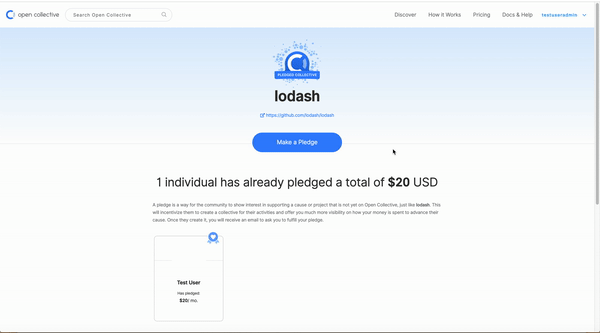 open collective
Search Open Collective
Discover How it Works Pricing Docs & Help testuseradmin
PLEDGED COLLECTIVE
lodash
https://github.com/lodash/lodash
Make a Pledge
1 individual has already pledged a total of $20 USD
A pledge is a way for the community to show interest in supporting a cause or project that is not yet on Open Collective, just like lodash. This
will incentivize them to create a collective for their activities and offer you much more visibility on how your money is spent to advance their
cause. Once they create it, you will receive an email to ask you to fulfill your pledge.
Test User
Has pledged:
$20/ mo.